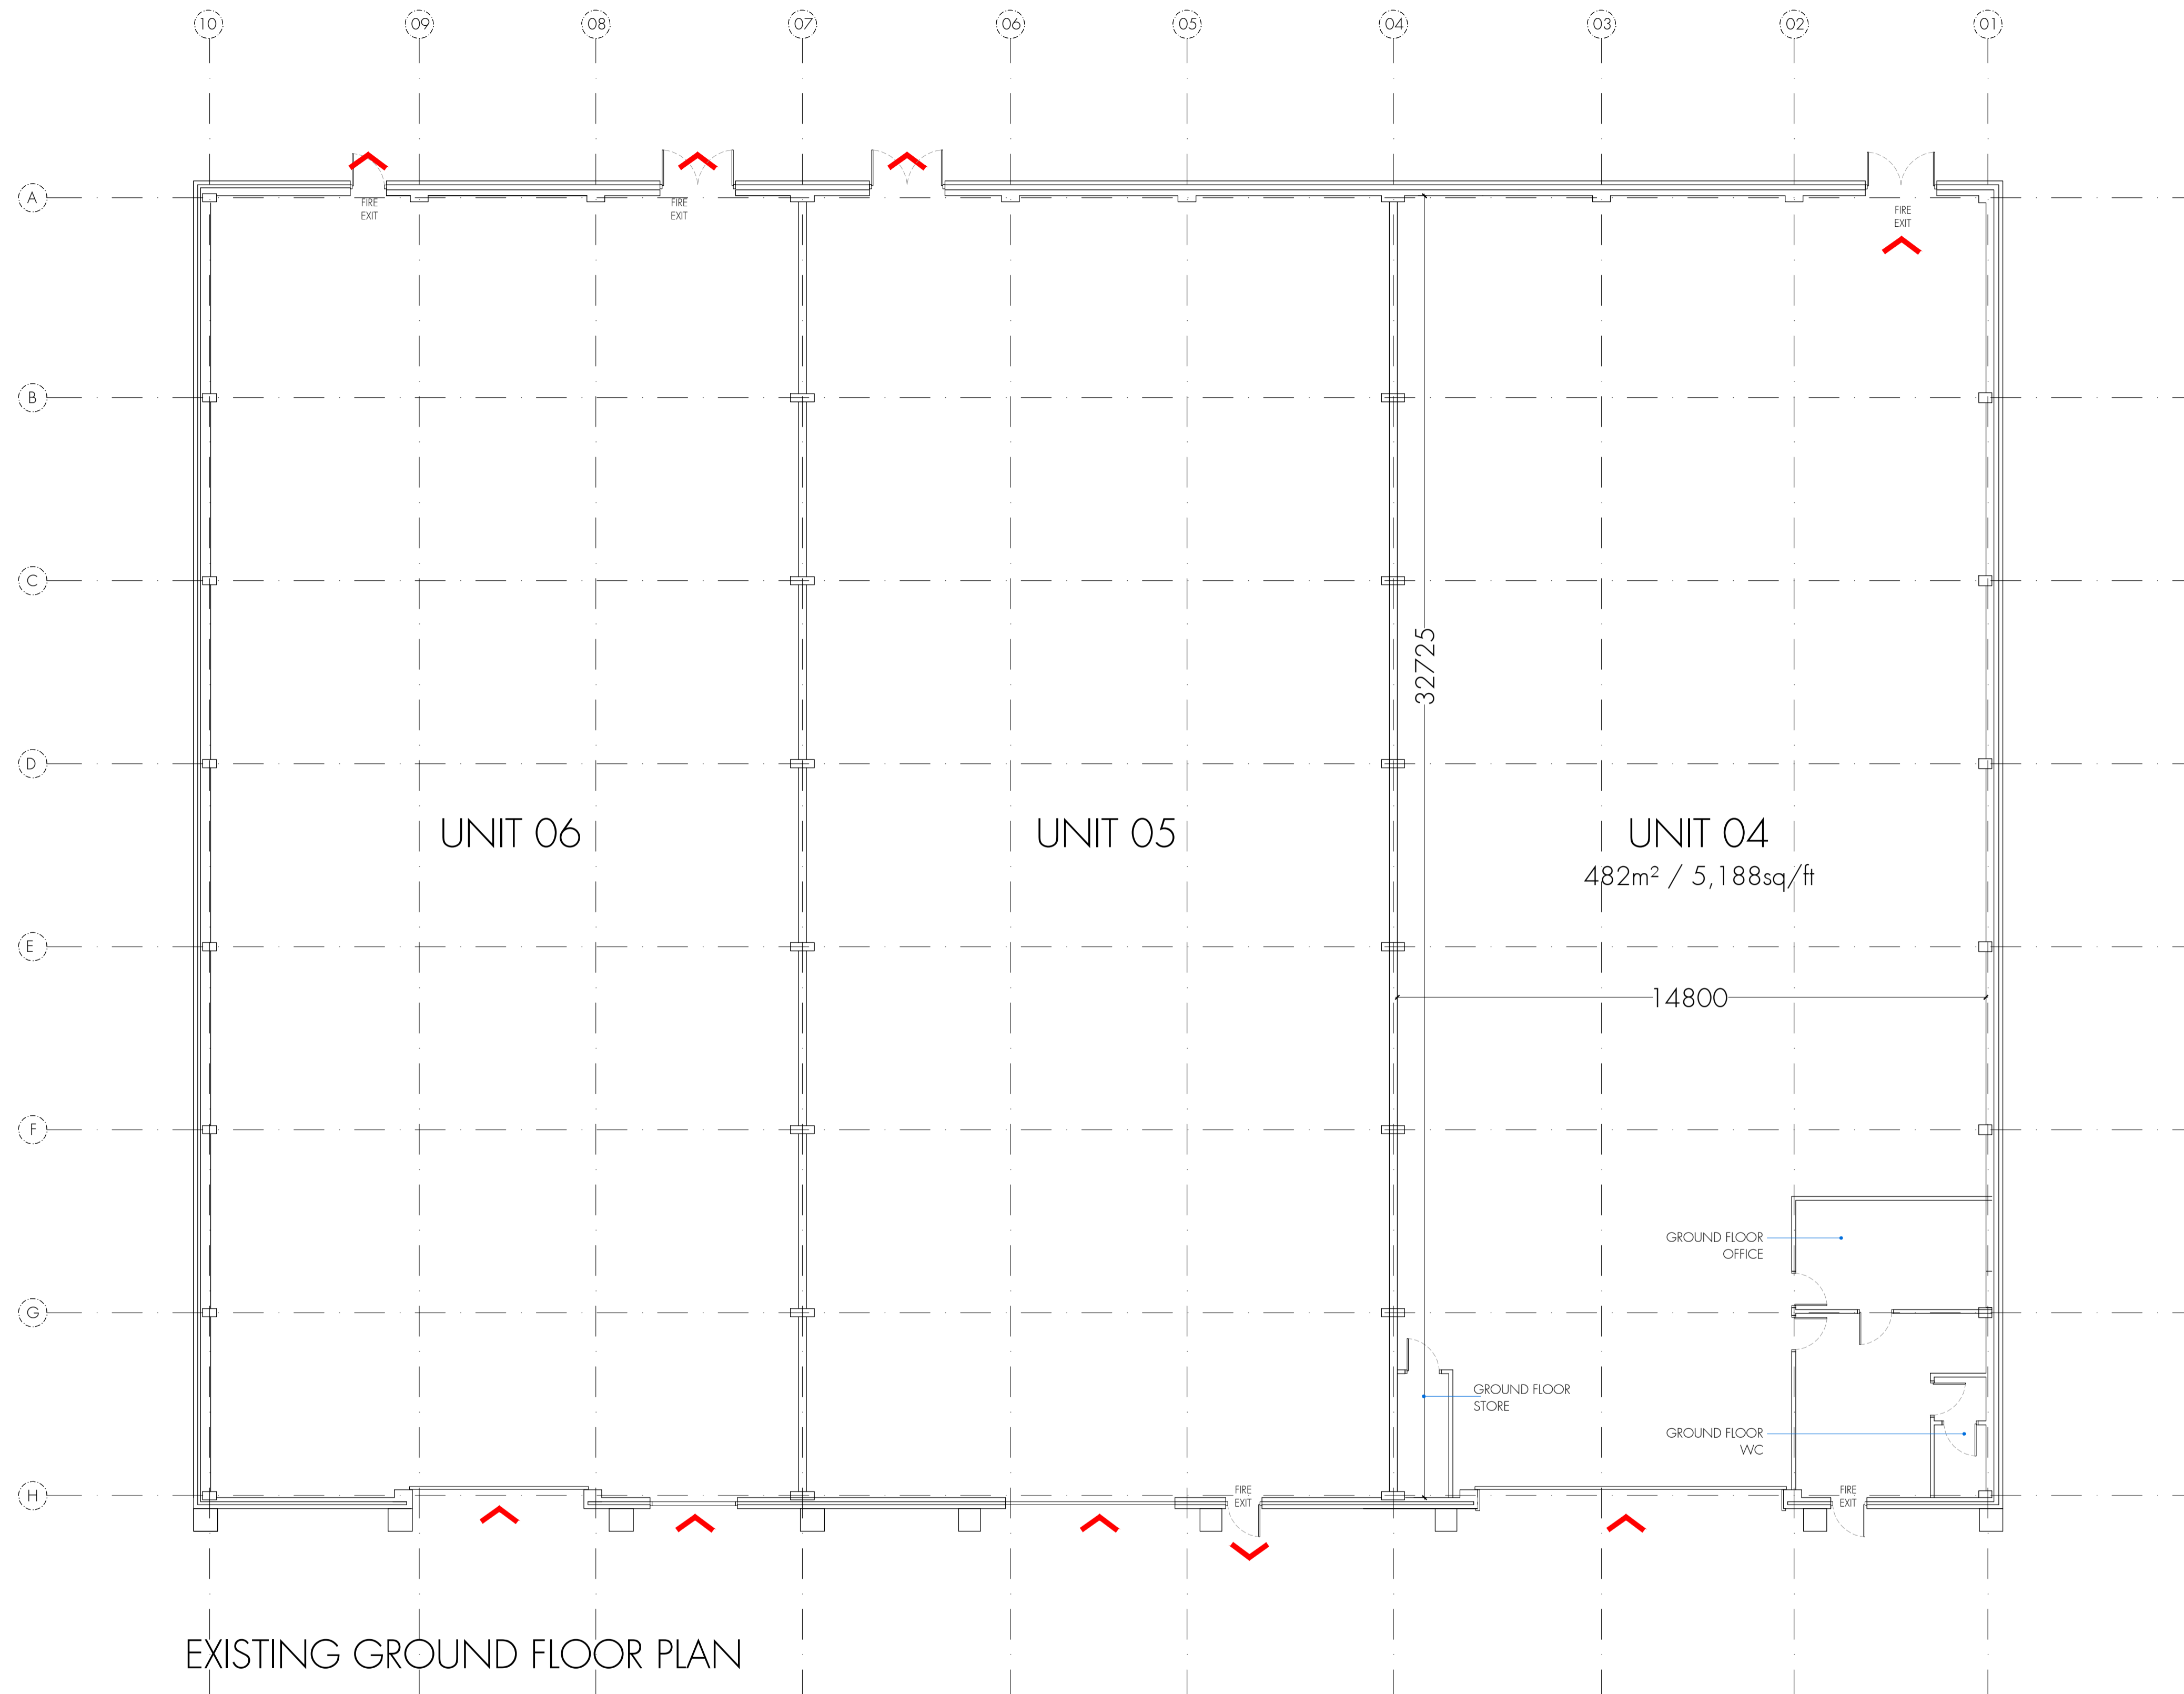 10 09 08 07 06 05 04 03 02 01
A
FIRE
EXIT
FIRE
EXIT
FIRE
EXIT
B
C
32725
D
UNIT 06
UNIT 05
UNIT 04
482m² / 5,188sq/ft
E
14800
F
GROUND FLOOR
OFFICE
G
GROUND FLOOR
STORE
GROUND FLOOR
WC
H
FIRE
EXIT
FIRE
EXIT
EXISTING GROUND FLOOR PLAN